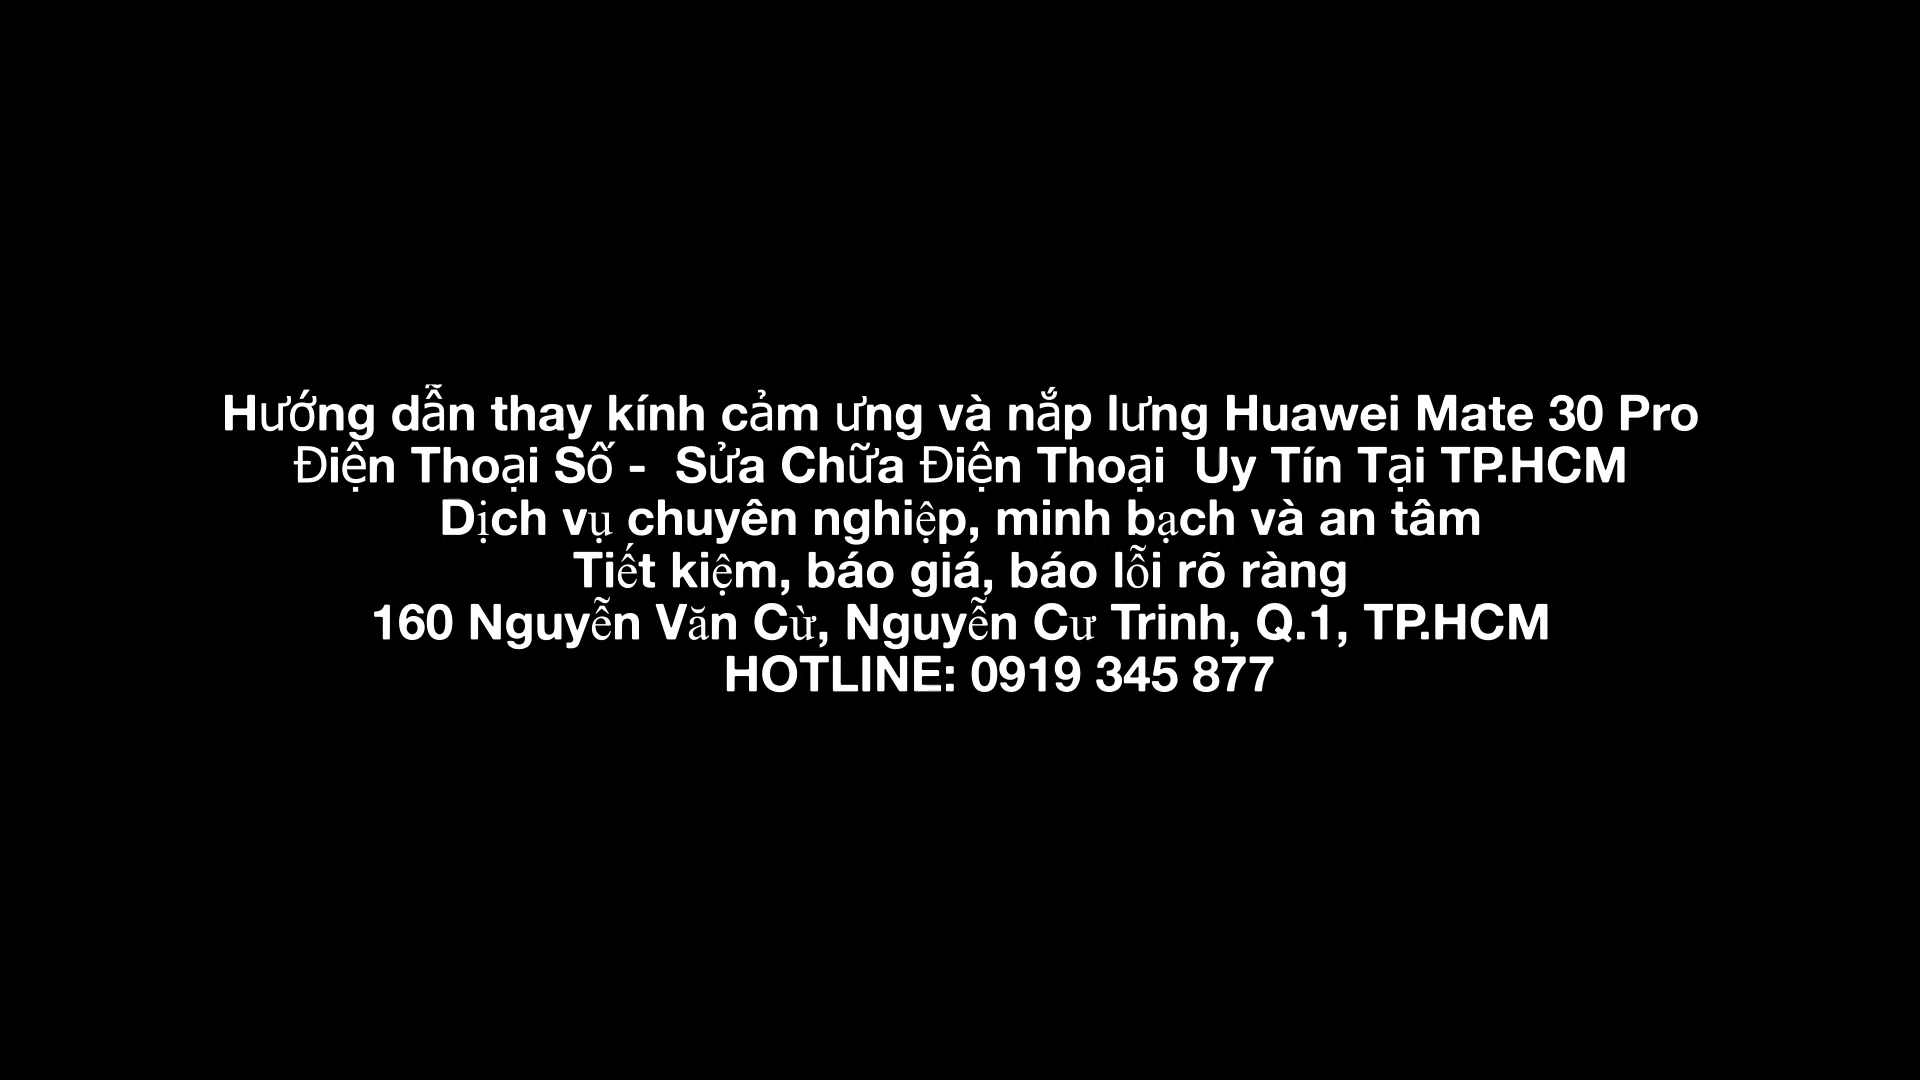 Hướng dẫn thay kính cảm ưng và nắp lưng Huawei Mate 30 Pro
Điện Thoại Số -  Sửa Chữa Điện Thoại  Uy Tín Tại TP.HCM
Dịch vụ chuyên nghiệp, minh bạch và an tâm
Tiết kiệm, báo giá, báo lỗi rõ ràng
160 Nguyễn Văn Cừ, Nguyễn Cư Trinh, Q.1, TP.HCM
HOTLINE: 0919 345 877